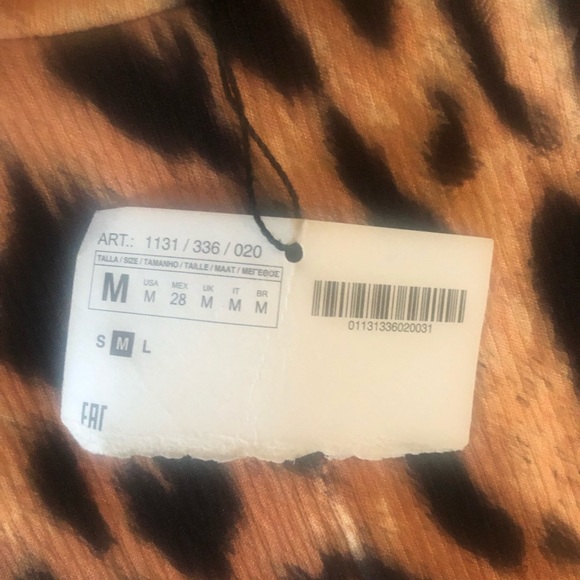 ART.: 1131 / 336 / 020
TALLA / SIZE / TAMANHO / TAILLE / MAAT / ΜΕΓΕΘΟΣ
M USA M MEX 28 UK M IT M BR M
S M L
EAC
01131336020031